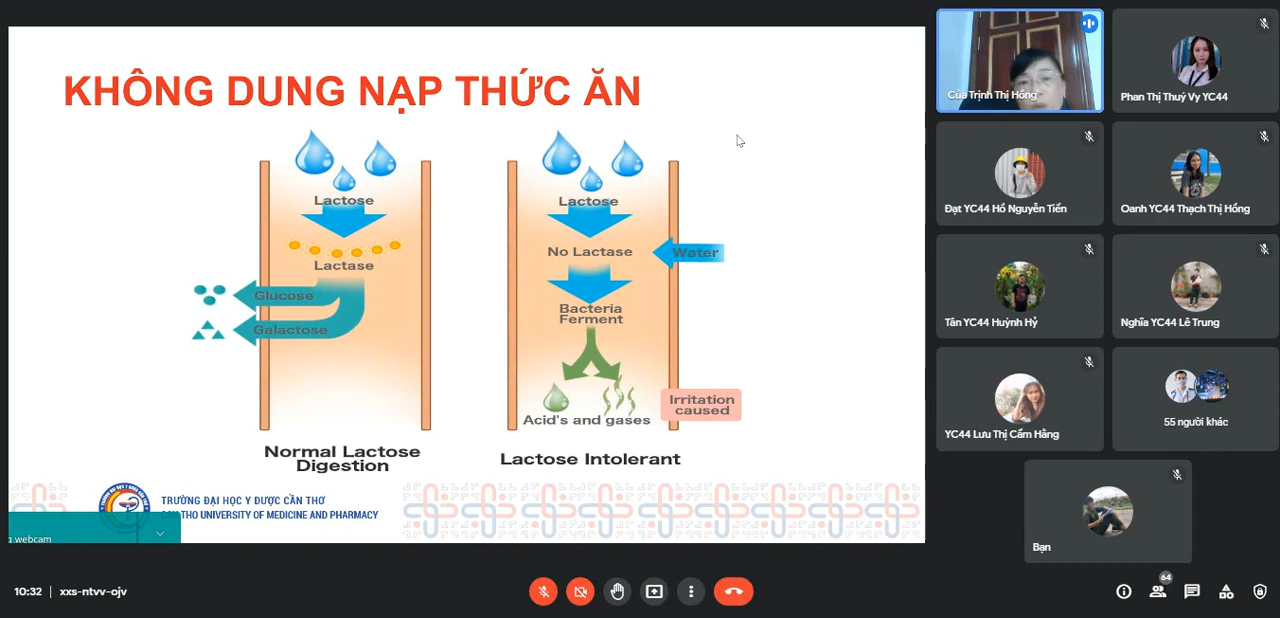 KHÔNG DUNG NẠP THỨC ĂN
Lactose
Lactase
Glucose
Galactose
Normal Lactose
Digestion
Lactose
No Lactase
Water
Bacteria
Ferment
Acid's and gases
Irritation
caused
Lactose Intolerant
TRƯỜNG ĐẠI HỌC Y DƯỢC CẦN THƠ
THO UNIVERSITY OF MEDICINE AND PHARMACY
webcam
Của Trịnh Thị Hồng
Phan Thị Thuý Vy YC44
Đạt YC44 Hồ Nguyễn Tiến
Oanh YC44 Thạch Thị Hồng
Tân YC44 Huỳnh Hỷ
Nghĩa YC44 Lê Trung
YC44 Lưu Thị Cẩm Hằng
55 người khác
Bạn
10:32 | xxs-ntvv-ojv
64